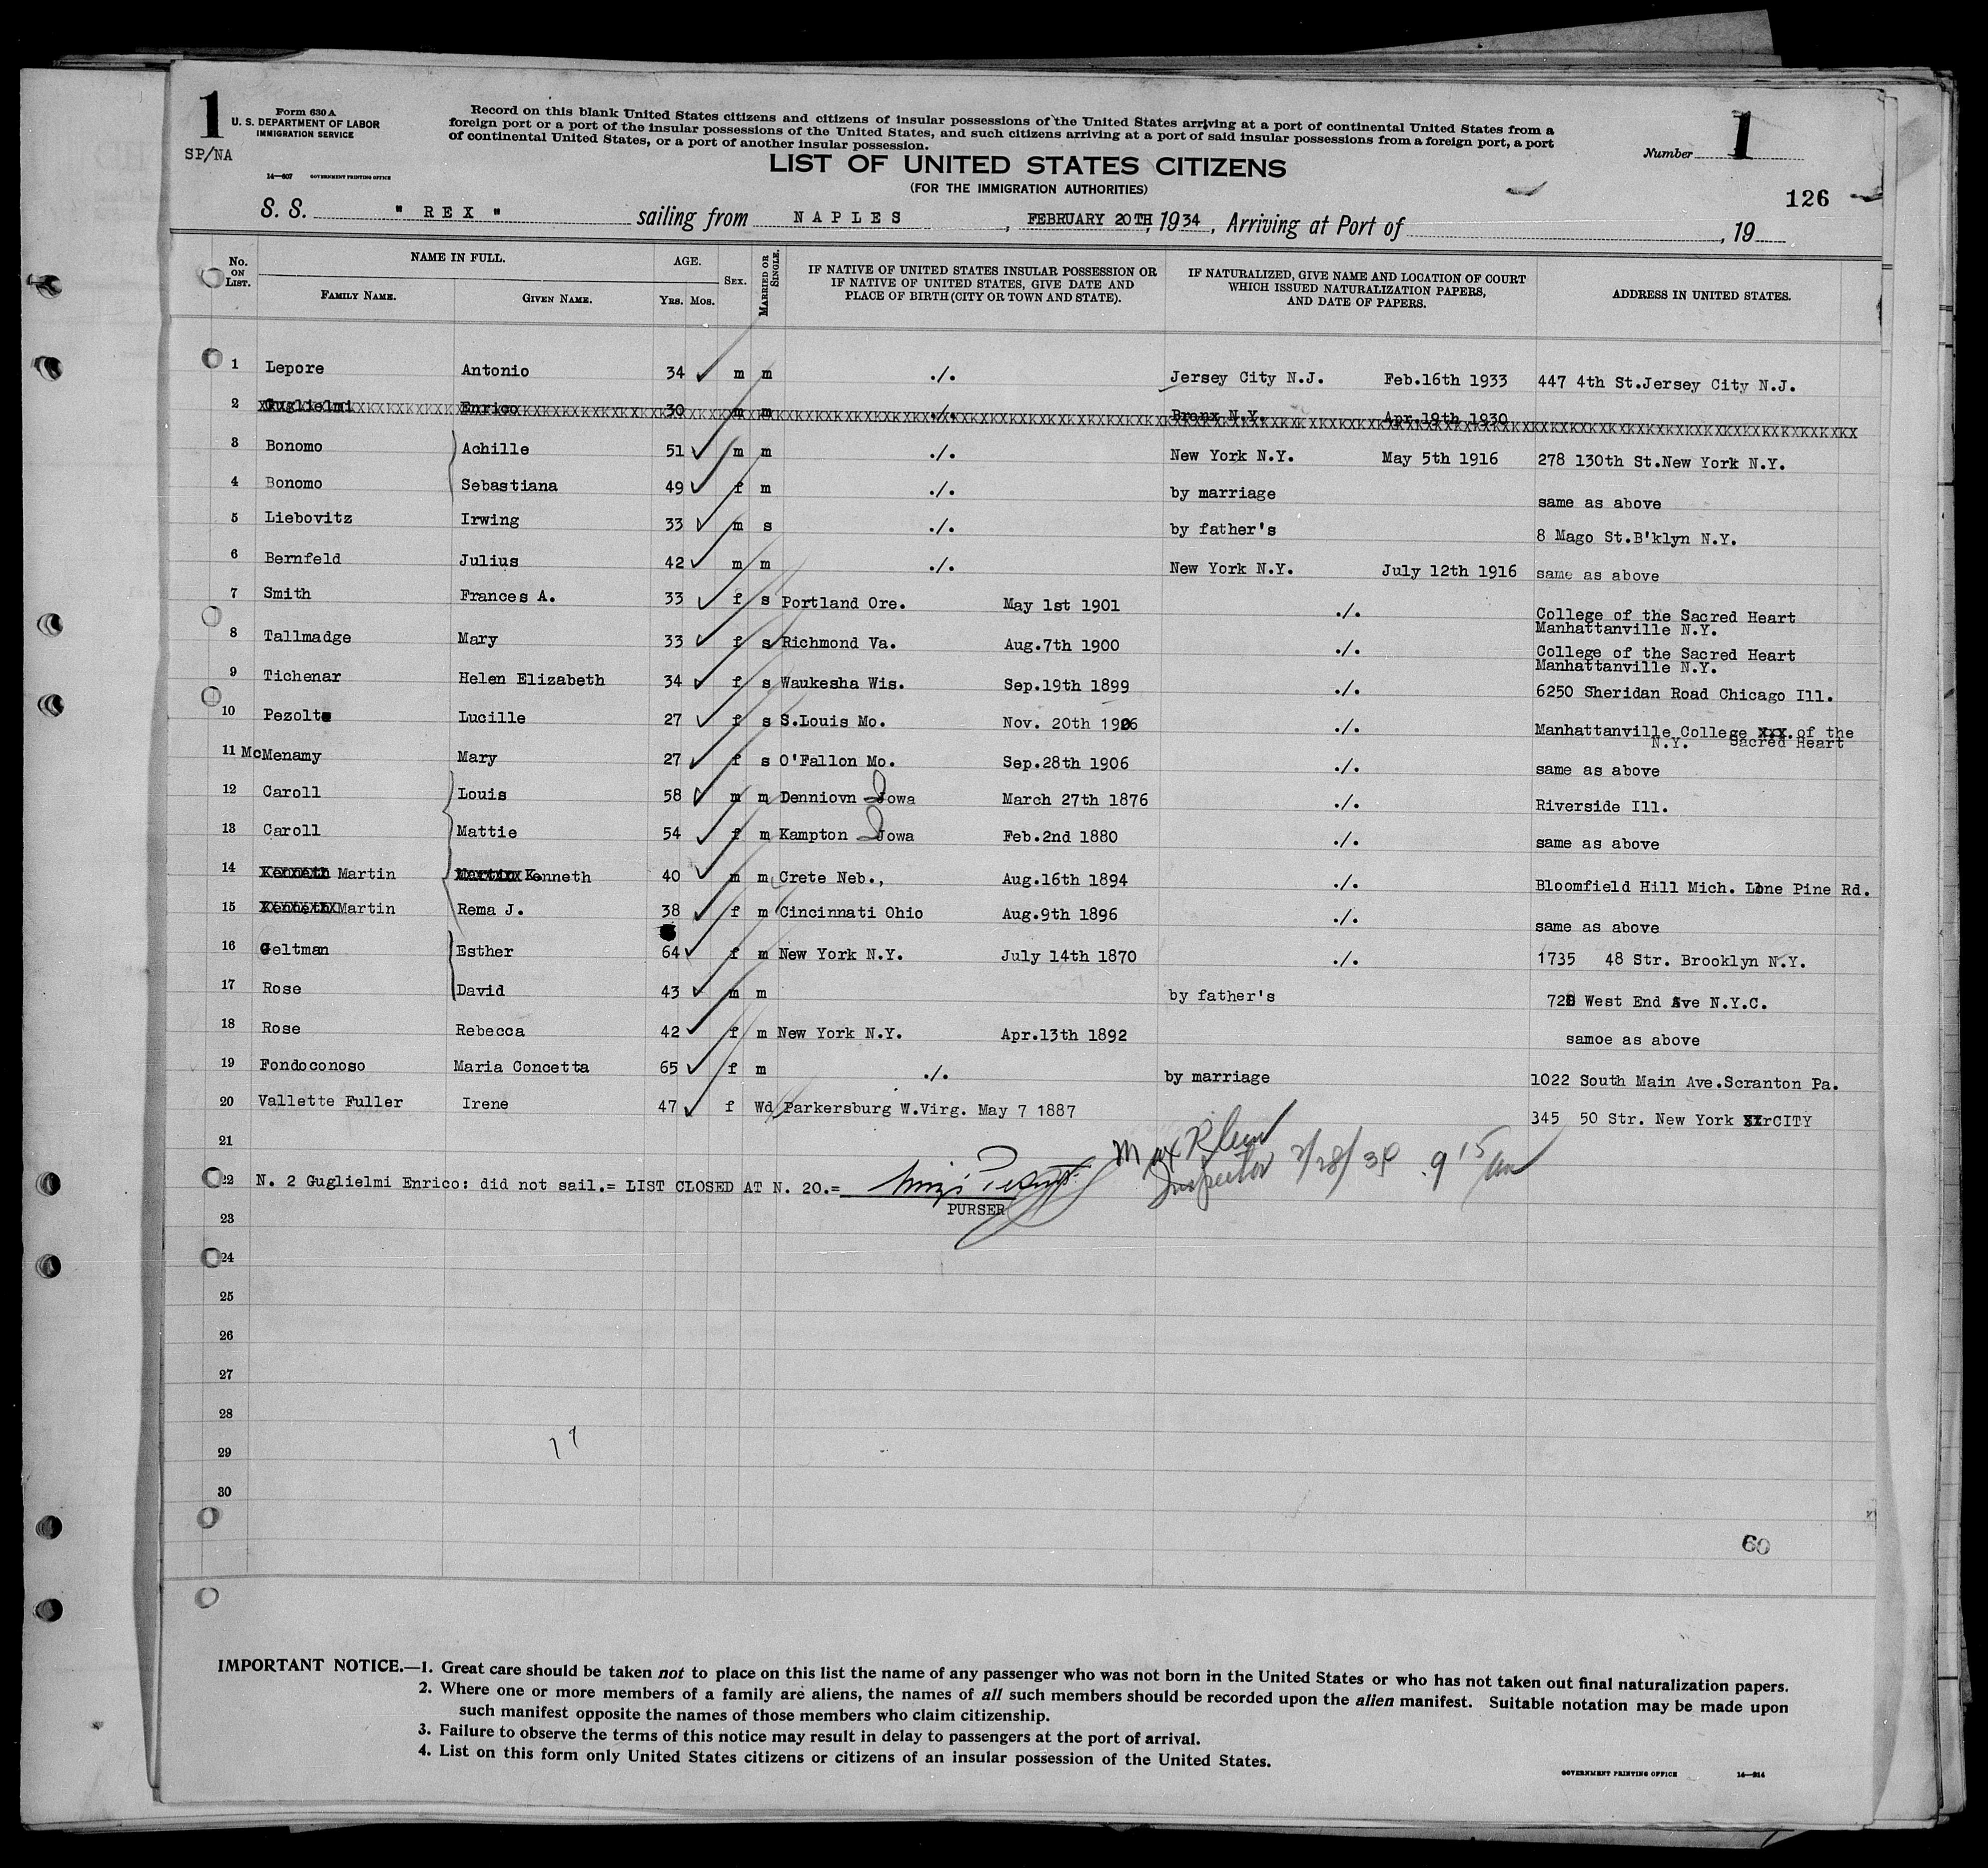 1
Form 630 A
U. S. DEPARTMENT OF LABOR
IMMIGRATION SERVICE
SP/NA
14—607 GOVERNMENT PRINTING OFFICE
Record on this blank United States citizens and citizens of insular possessions of the United States arriving at a port of continental United States from a
foreign port or a port of the insular possessions of the United States, and such citizens arriving at a port of said insular possessions from a foreign port, a port
of continental United States, or a port of another insular possession.
Number 1
LIST OF UNITED STATES CITIZENS
(FOR THE IMMIGRATION AUTHORITIES)
126
S. S. " REX " sailing from NAPLES, FEBRUARY 20TH, 1934, Arriving at Port of , 19
No. ON LIST. NAME IN FULL. AGE. SEX. MARRIED OR SINGLE. IF NATIVE OF UNITED STATES INSULAR POSSESSION OR IF NATIVE OF UNITED STATES, GIVE DATE AND PLACE OF BIRTH (CITY OR TOWN AND STATE). IF NATURALIZED, GIVE NAME AND LOCATION OF COURT WHICH ISSUED NATURALIZATION PAPERS, AND DATE OF PAPERS. ADDRESS IN UNITED STATES.
FAMILY NAME. GIVEN NAME. YRS. MOS.
1 Lepore Antonio 34 m m ./. Jersey City N.J. Feb.16th 1933 447 4th St.Jersey City N.J.
2 Guglielmi Enrico 30 m m ./. Bronx N.Y. Apr.19th 1930
3 Bonomo Achille 51 m m ./. New York N.Y. May 5th 1916 278 130th St.New York N.Y.
4 Bonomo Sebastiana 49 f m ./. by marriage same as above
5 Liebovitz Irwing 33 m s ./. by father's 8 Mago St.B'klyn N.Y.
6 Bernfeld Julius 42 m m ./. New York N.Y. July 12th 1916 same as above
7 Smith Frances A. 33 f s Portland Ore. May 1st 1901 ./. College of the Sacred Heart
Manhattanville N.Y.
8 Tallmadge Mary 33 f s Richmond Va. Aug.7th 1900 ./. College of the Sacred Heart
Manhattanville N.Y.
9 Tichenar Helen Elizabeth 34 f s Waukesha Wis. Sep.19th 1899 ./. 6250 Sheridan Road Chicago Ill.
10 Pezolt Lucille 27 f s S.Louis Mo. Nov. 20th 1906 ./. Manhattanville College xxx.of the
N.Y. Sacred Heart
11 McMenamy Mary 27 f s O'Fallon Mo. Sep.28th 1906 ./. same as above
12 Caroll Louis 58 m m Denniovn Iowa March 27th 1876 ./. Riverside Ill.
13 Caroll Mattie 54 f m Kampton Iowa Feb.2nd 1880 ./. same as above
14 Kenneth Martin Martin K. Kenneth 40 m m Crete Neb., Aug.16th 1894 ./. Bloomfield Hill Mich. Lone Pine Rd.
15 Kenneth Martin Rema J. 38 f m Cincinnati Ohio Aug.9th 1896 ./. same as above
16 Geltman Esther 64 f m New York N.Y. July 14th 1870 ./. 1735 48 Str. Brooklyn N.Y.
17 Rose David 43 m m by father's West End Ave N.Y.C.
18 Rose Rebecca 42 f m New York N.Y. Apr.13th 1892 samoe as above
19 Fondoconoso Maria Concetta 65 f m ./. by marriage 1022 South Main Ave.Scranton Pa.
20 Vallette Fuller Irene 47 f Wd Parkersburg W.Virg. May 7 1887 345 50 Str. New York XXrCITY
21
Max Klein
Inspector 2/28/34 9 15 am
22 N. 2 Guglielmi Enrico: did not sail.= LIST CLOSED AT N. 20.=
PURSER
23
24
25
26
27
28
29
30
60
IMPORTANT NOTICE.—1. Great care should be taken not to place on this list the name of any passenger who was not born in the United States or who has not taken out final naturalization papers.
2. Where one or more members of a family are aliens, the names of all such members should be recorded upon the alien manifest. Suitable notation may be made upon
such manifest opposite the names of those members who claim citizenship.
3. Failure to observe the terms of this notice may result in delay to passengers at the port of arrival.
4. List on this form only United States citizens or citizens of an insular possession of the United States.
GOVERNMENT PRINTING OFFICE 14—214